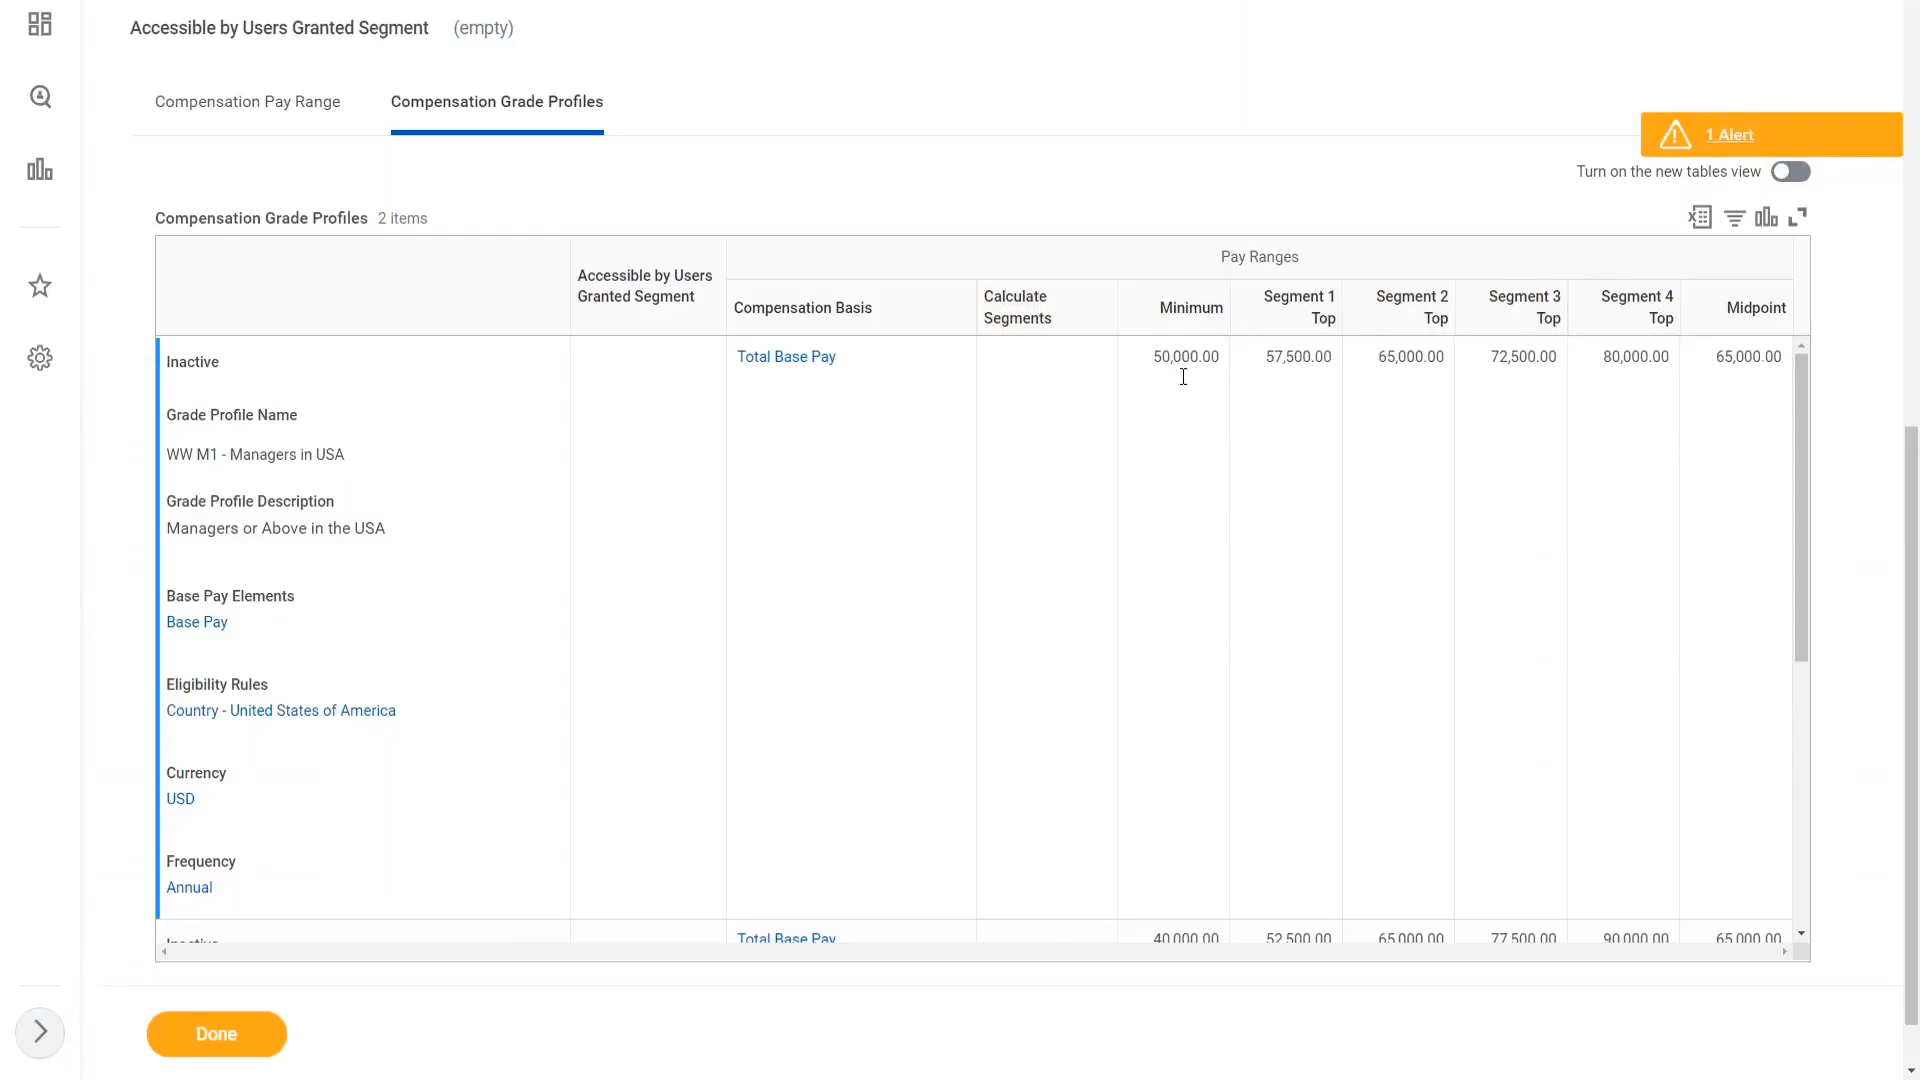 Accessible by Users Granted Segment (empty)
Compensation Pay Range Compensation Grade Profiles
1 Alert
Turn on the new tables view
Compensation Grade Profiles 2 items
Accessible by Users
Granted Segment
Pay Ranges
Compensation Basis
Calculate
Segments
Minimum
Segment 1
Top
Segment 2
Top
Segment 3
Top
Segment 4
Top
Midpoint
Inactive
Total Base Pay 50,000.00 57,500.00 65,000.00 72,500.00 80,000.00 65,000.00
Grade Profile Name
WW M1 - Managers in USA
Grade Profile Description
Managers or Above in the USA
Base Pay Elements
Base Pay
Eligibility Rules
Country - United States of America
Currency
USD
Frequency
Annual
Inactive Total Base Pay 40,000.00 52,500.00 65,000.00 77,500.00 90,000.00 65,000.00
Done